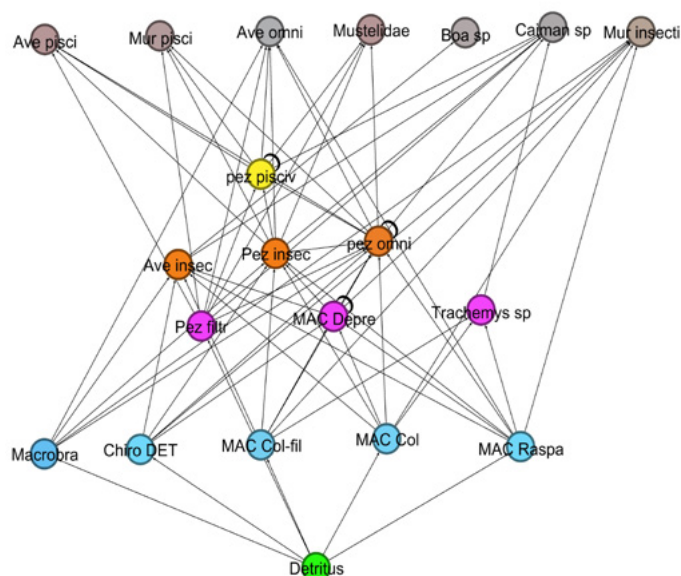 Ave pisci
Mur pisci
Ave omni
Mustelidae
Boa sp
Caiman sp
Mur insecti
pez pisciv
Ave insec
Pez insec
pez omni
Pez filtr
MAC Depre
Trachemys sp
Macrobra
Chiro DET
MAC Col-fil
MAC Col
MAC Raspa
Detritus